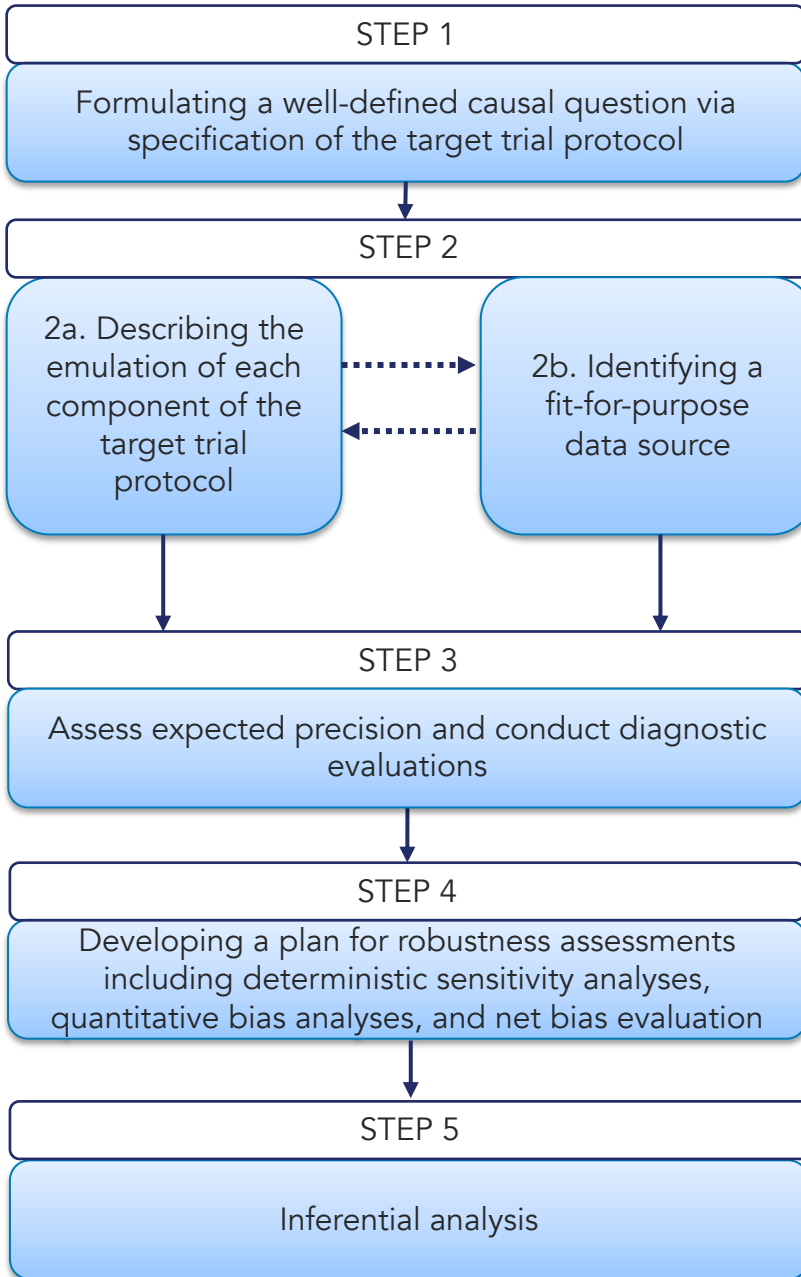 STEP 1
Formulating a well-defined causal question via
specification of the target trial protocol
STEP 2
2a. Describing the
emulation of each
component of the
target trial
protocol
2b. Identifying a
fit-for-purpose
data source
STEP 3
Assess expected precision and conduct diagnostic
evaluations
STEP 4
Developing a plan for robustness assessments
including deterministic sensitivity analyses,
quantitative bias analyses, and net bias evaluation
STEP 5
Inferential analysis